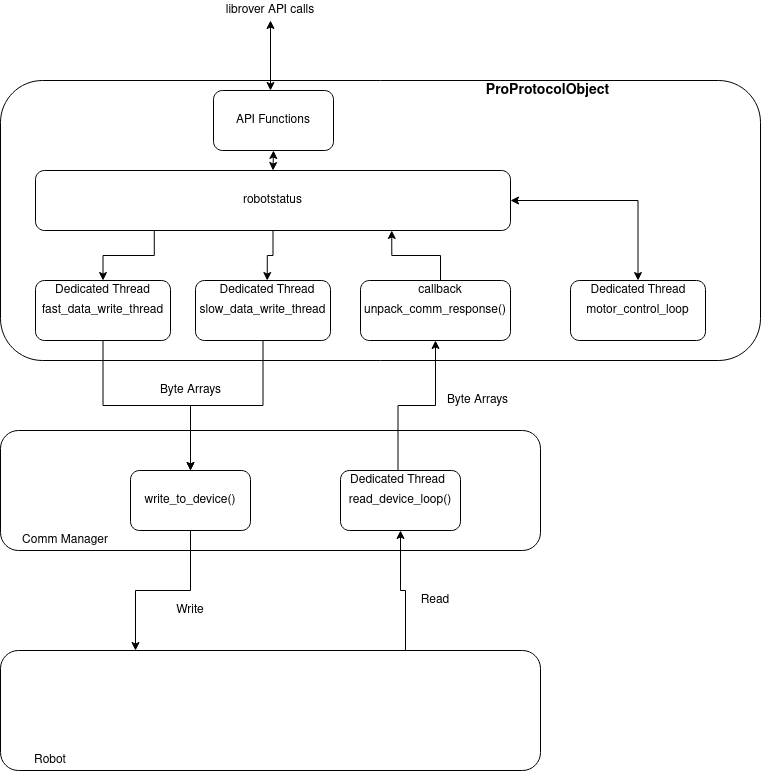 librover API calls
ProProtocolObject
API Functions
robotstatus
Dedicated Thread
fast_data_write_thread
Dedicated Thread
slow_data_write_thread
callback
unpack_comm_response()
Dedicated Thread
motor_control_loop
Byte Arrays
Byte Arrays
write_to_device()
Dedicated Thread
read_device_loop()
Comm Manager
Write
Read
Robot